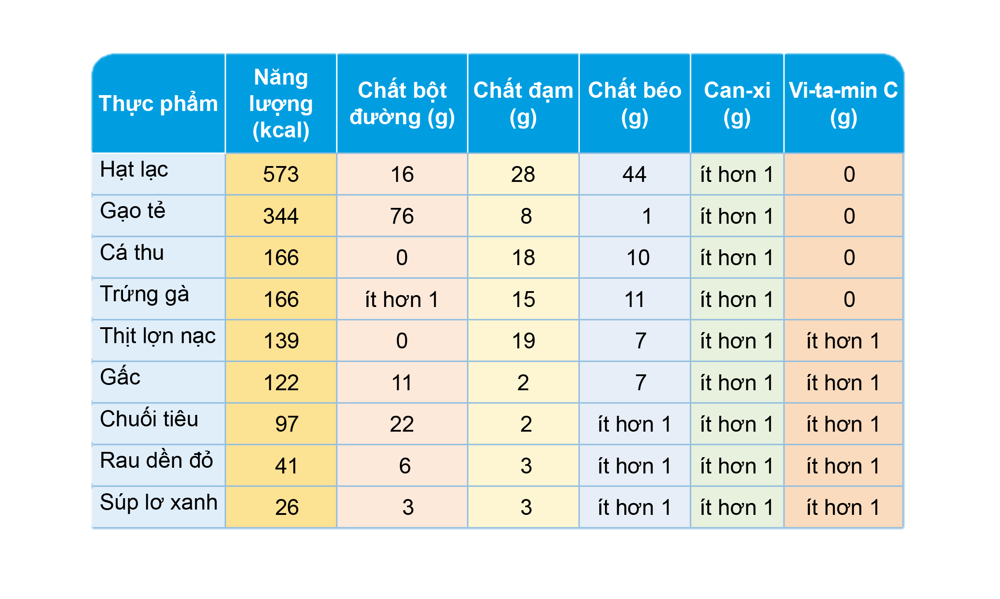 Thực phẩm Năng lượng (kcal) Chất bột đường (g) Chất đạm (g) Chất béo (g) Can-xi (g) Vi-ta-min C (g)
Hạt lạc 573 16 28 44 ít hơn 1 0
Gạo tẻ 344 76 8 1 ít hơn 1 0
Cá thu 166 0 18 10 ít hơn 1 0
Trứng gà 166 ít hơn 1 15 11 ít hơn 1 0
Thịt lợn nạc 139 0 19 7 ít hơn 1 ít hơn 1
Gấc 122 11 2 7 ít hơn 1 ít hơn 1
Chuối tiêu 97 22 2 ít hơn 1 ít hơn 1 ít hơn 1
Rau dền đỏ 41 6 3 ít hơn 1 ít hơn 1 ít hơn 1
Súp lơ xanh 26 3 3 ít hơn 1 ít hơn 1 ít hơn 1